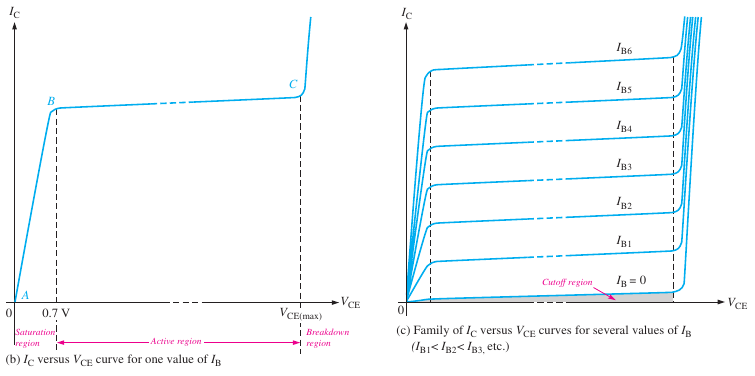 I_C
B
C
A
0
0.7 V
V_CE(max)
V_CE
Saturation region
Active region
Breakdown region
(b) I_C versus V_CE curve for one value of I_B
I_C
I_B6
I_B5
I_B4
I_B3
I_B2
I_B1
Cutoff region
I_B = 0
0
V_CE
(c) Family of I_C versus V_CE curves for several values of I_B
(I_B1< I_B2< I_B3, etc.)